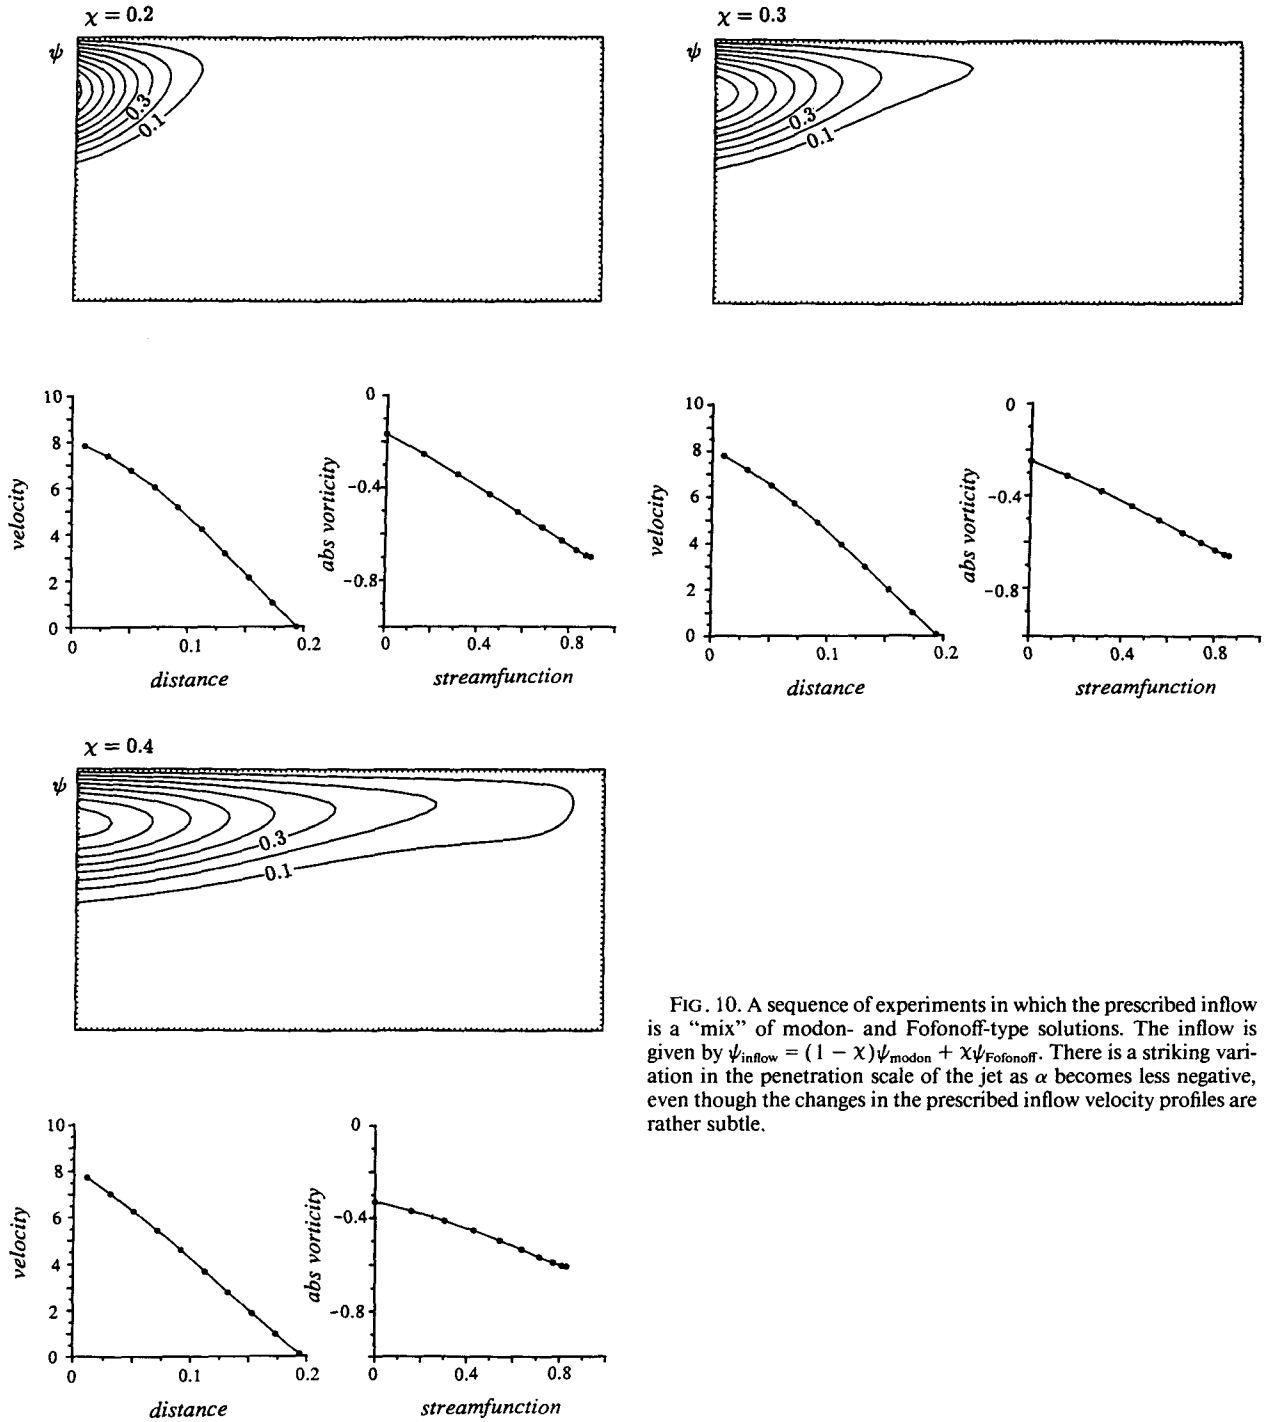 χ = 0.2
ψ
0.3
0.1
χ = 0.3
ψ
0.3
0.1
10
8
6
4
2
0
velocity
0
0.1
0.2
distance
0
−0.4
−0.8
abs vorticity
0
0.4
0.8
streamfunction
10
8
6
4
2
0
velocity
0
0.1
0.2
distance
0
−0.4
−0.8
abs vorticity
0
0.4
0.8
streamfunction
χ = 0.4
ψ
0.3
0.1
FIG. 10. A sequence of experiments in which the prescribed inflow
is a “mix” of modon- and Fofonoff-type solutions. The inflow is
given by ψinflow = (1 − χ)ψmodon + χψFofonoff. There is a striking vari-
ation in the penetration scale of the jet as α becomes less negative,
even though the changes in the prescribed inflow velocity profiles are
rather subtle.
10
8
6
4
2
0
velocity
0
0.1
0.2
distance
0
−0.4
−0.8
abs vorticity
0
0.4
0.8
streamfunction